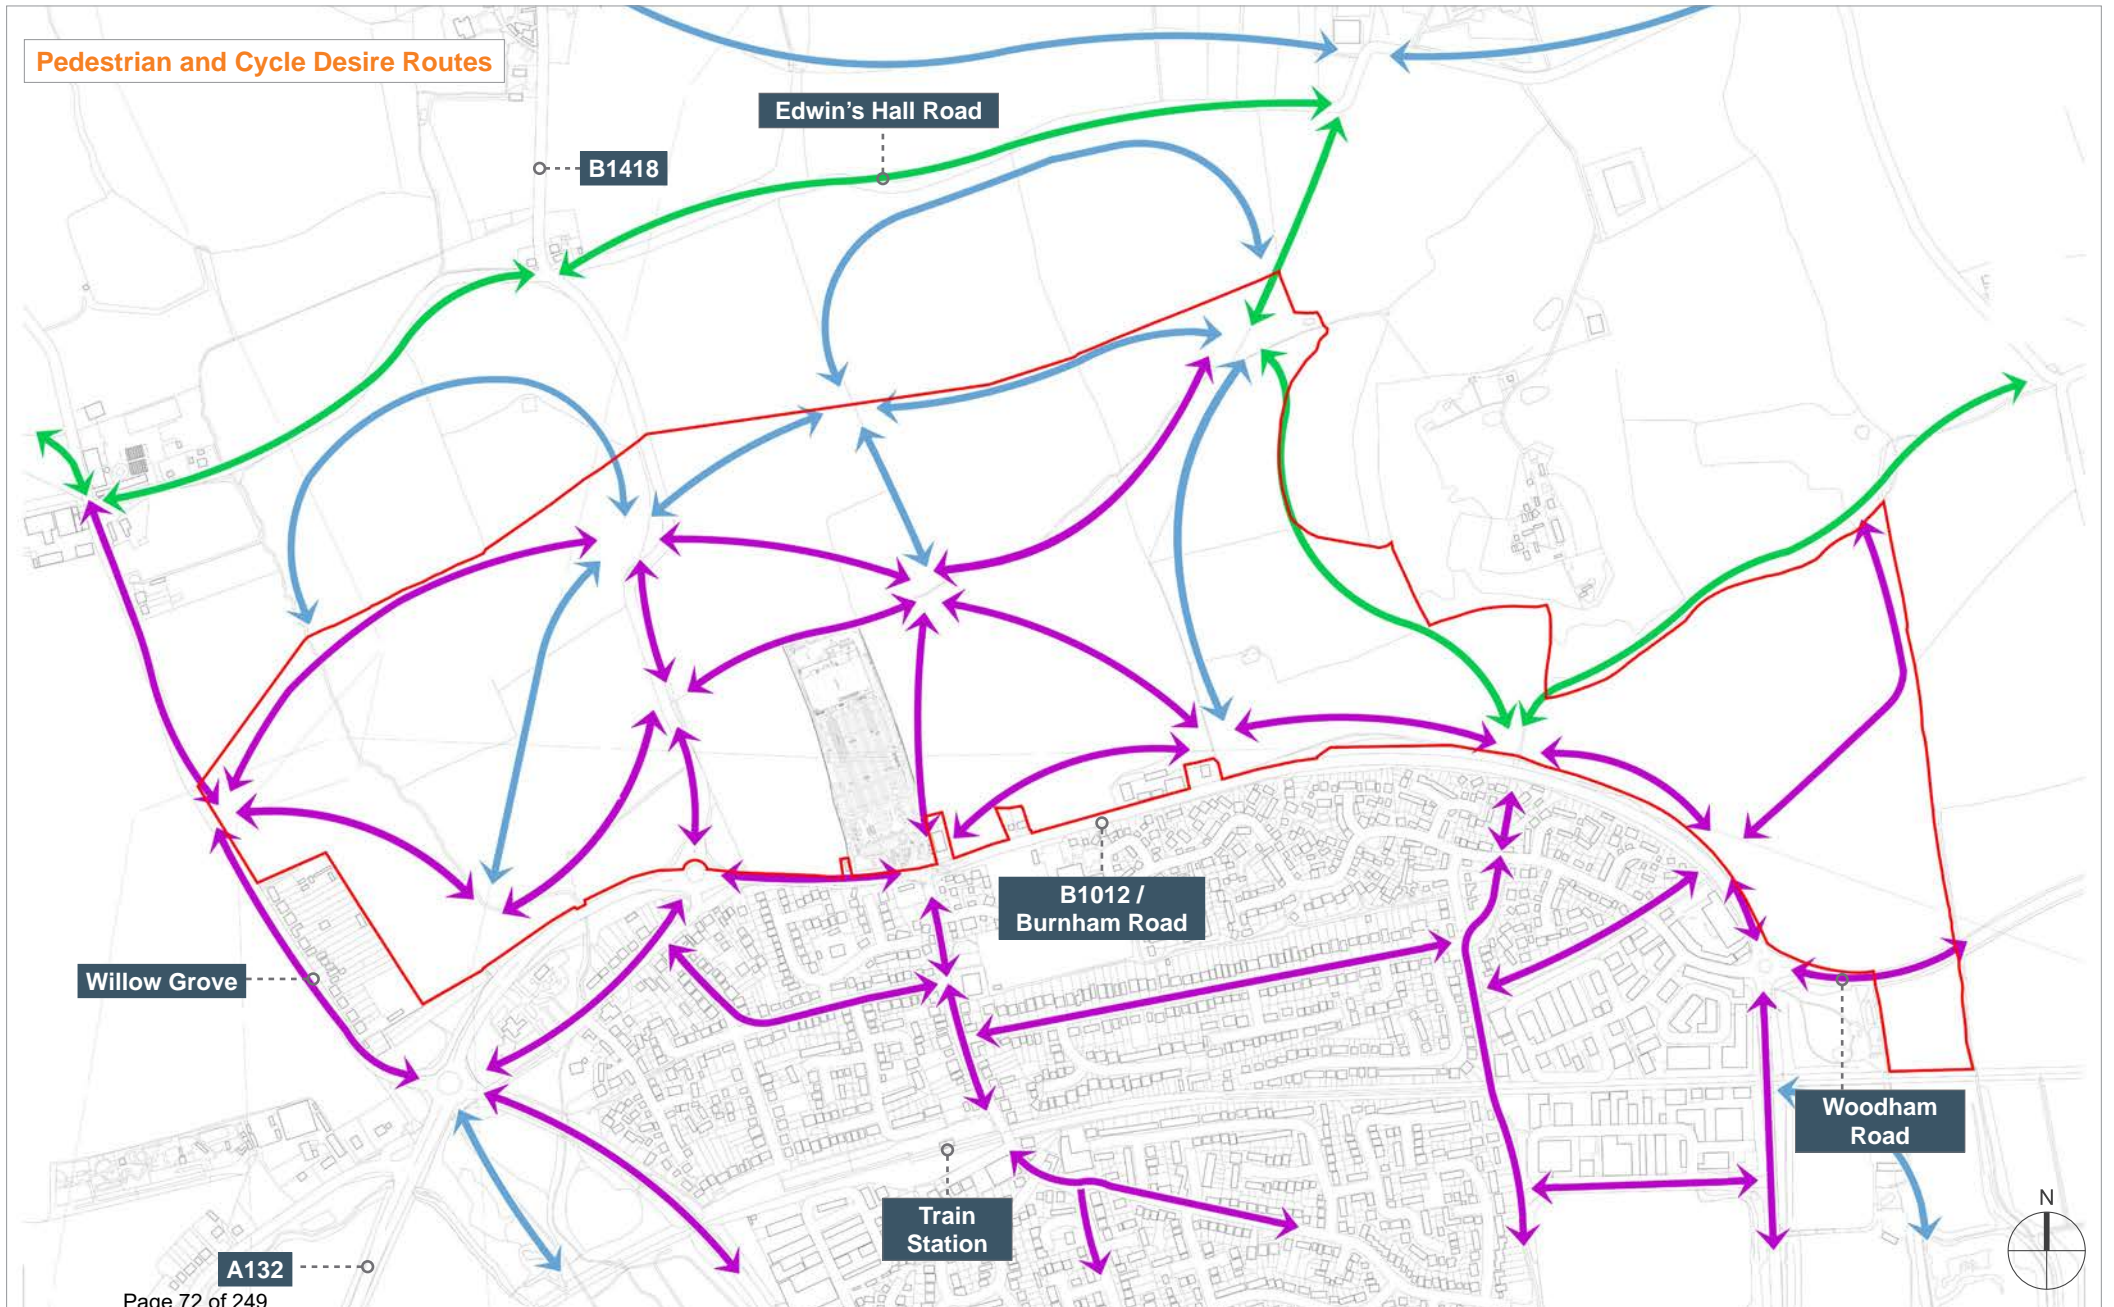 Pedestrian and Cycle Desire Routes
Edwin's Hall Road
B1418
B1012 /
Burnham Road
Willow Grove
Woodham
Road
Train
Station
A132
N
Page 72 of 249